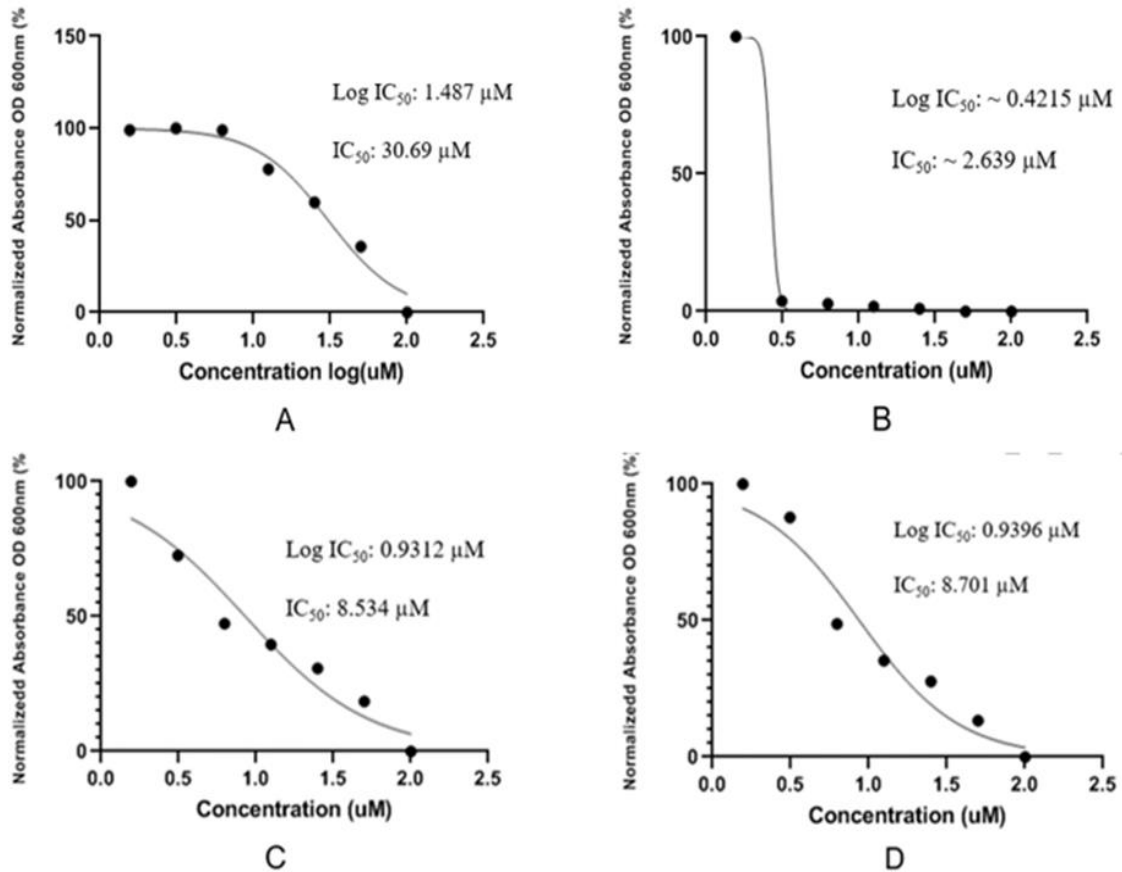 Normalizedd Absorbance OD 600nm (%
150
100
50
0
0.0 0.5 1.0 1.5 2.0 2.5
Concentration log(uM)
Log IC₅₀: 1.487 µM
IC₅₀: 30.69 µM
A
Normalizedd Absorbance OD 600nm (%
100
50
0
0.0 0.5 1.0 1.5 2.0 2.5
Concentration (uM)
Log IC₅₀: ~ 0.4215 µM
IC₅₀: ~ 2.639 µM
B
Normalizedd Absorbance OD 600nm (%
100
50
0
0.0 0.5 1.0 1.5 2.0 2.5
Concentration (uM)
Log IC₅₀: 0.9312 µM
IC₅₀: 8.534 µM
C
Normalizedd Absorbance OD 600nm (%)
100
50
0
0.0 0.5 1.0 1.5 2.0 2.5
Concentration (uM)
Log IC₅₀: 0.9396 µM
IC₅₀: 8.701 µM
D